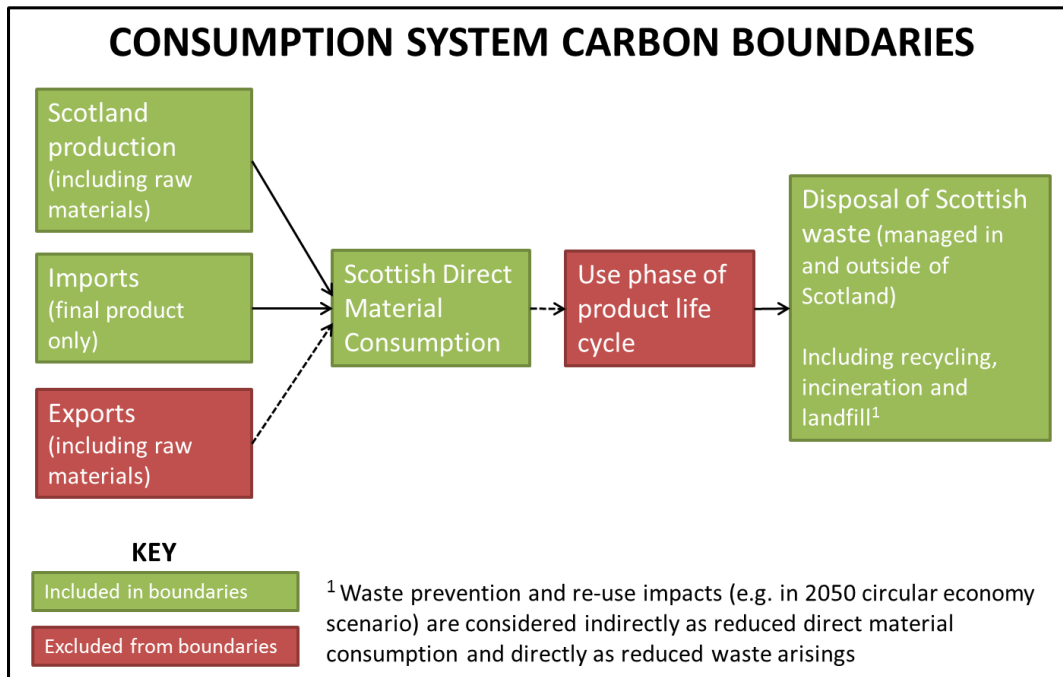 CONSUMPTION SYSTEM CARBON BOUNDARIES
Scotland
production
(including raw
materials)
Imports
(final product
only)
Exports
(including raw
materials)
Scottish Direct
Material
Consumption
Use phase of
product life
cycle
Disposal of Scottish
waste (managed in
and outside of
Scotland)
Including recycling,
incineration and
landfill¹
KEY
Included in boundaries
Excluded from boundaries
¹ Waste prevention and re-use impacts (e.g. in 2050 circular economy
scenario) are considered indirectly as reduced direct material
consumption and directly as reduced waste arisings